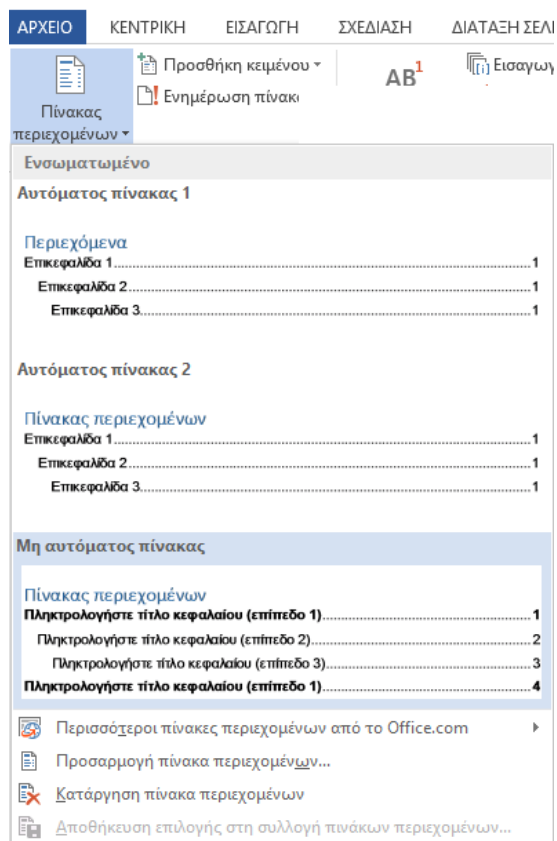 ΑΡΧΕΙΟ ΚΕΝΤΡΙΚΗ ΕΙΣΑΓΩΓΗ ΣΧΕΔΙΑΣΗ ΔΙΑΤΑΞΗ ΣΕΛ
Πίνακας
περιεχομένων
Προσθήκη κειμένου
Ενημέρωση πίνακ
AB1
[i] Εισαγωγ
Ενσωματωμένο
Αυτόματος πίνακας 1
Περιεχόμενα
Επικεφαλίδα 1.......1
Επικεφαλίδα 2.......1
Επικεφαλίδα 3.......1
Αυτόματος πίνακας 2
Πίνακας περιεχομένων
Επικεφαλίδα 1.......1
Επικεφαλίδα 2.......1
Επικεφαλίδα 3.......1
Μη αυτόματος πίνακας
Πίνακας περιεχομένων
Πληκτρολογήστε τίτλο κεφαλαίου (επίπεδο 1).......1
Πληκτρολογήστε τίτλο κεφαλαίου (επίπεδο 2).......2
Πληκτρολογήστε τίτλο κεφαλαίου (επίπεδο 3).......3
Πληκτρολογήστε τίτλο κεφαλαίου (επίπεδο 1).......4
Περισσότεροι πίνακες περιεχομένων από το Office.com
Προσαρμογή πίνακα περιεχομένων...
Κατάργηση πίνακα περιεχομένων
Αποθήκευση επιλογής στη συλλογή πινάκων περιεχομένων...